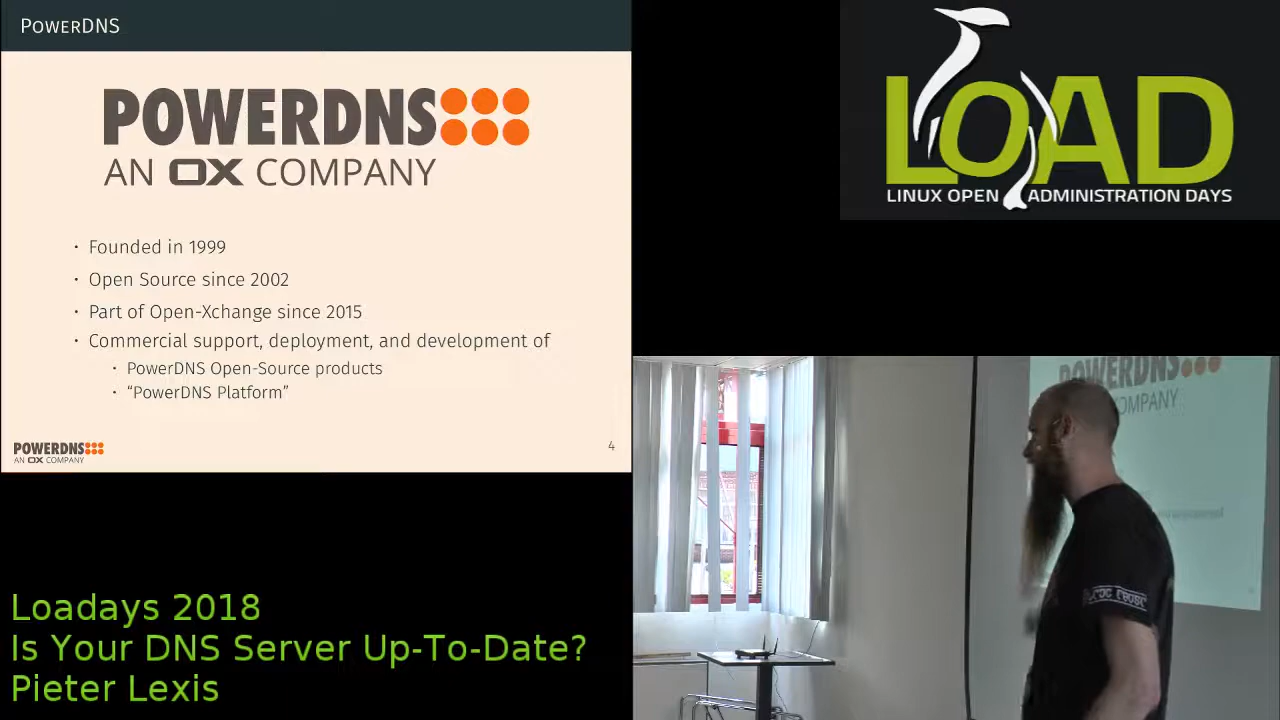 PowerDNS
POWERDNS
AN OX COMPANY
• Founded in 1999
• Open Source since 2002
• Part of Open-Xchange since 2015
• Commercial support, deployment, and development of
• PowerDNS Open-Source products
• “PowerDNS Platform”
POWERDNS
AN OX COMPANY
4
LOAD
LINUX OPEN ADMINISTRATION DAYS
POWERDNS
COMPANY
Loadays 2018
Is Your DNS Server Up-To-Date?
Pieter Lexis